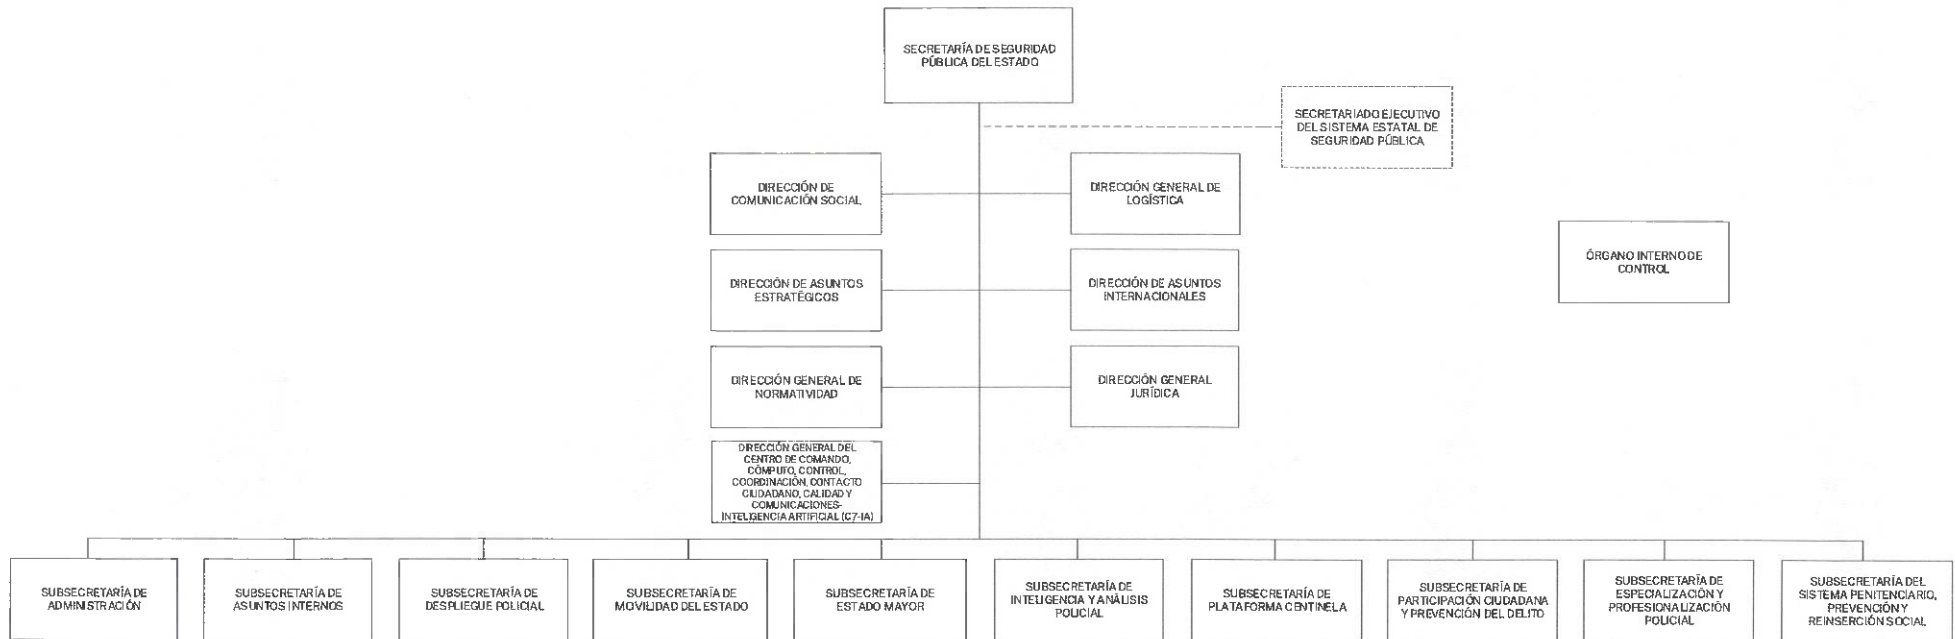 SECRETARÍA DE SEGURIDAD
PÚBLICA DEL ESTADO
SECRETARIADO EJECUTIVO
DEL SISTEMA ESTATAL DE
SEGURIDAD PÚBLICA
DIRECCIÓN DE
COMUNICACIÓN SOCIAL
DIRECCIÓN GENERAL DE
LOGÍSTICA
ÓRGANO INTERNO DE
CONTROL
DIRECCIÓN DE ASUNTOS
ESTRATÉGICOS
DIRECCIÓN DE ASUNTOS
INTERNACIONALES
DIRECCIÓN GENERAL DE
NORMATIVIDAD
DIRECCIÓN GENERAL
JURÍDICA
DIRECCIÓN GENERAL DEL
CENTRO DE COMANDO,
CÓMPUTO, CONTROL,
COORDINACIÓN, CONTACTO
CIUDADANO, CALIDAD Y
COMUNICACIONES-
INTELIGENCIA ARTIFICIAL (C7-IA)
SUBSECRETARÍA DE
ADMINISTRACIÓN
SUBSECRETARÍA DE
ASUNTOS INTERNOS
SUBSECRETARÍA DE
DESPLIEGUE POLICIAL
SUBSECRETARÍA DE
MOVILIDAD DEL ESTADO
SUBSECRETARÍA DE
ESTADO MAYOR
SUBSECRETARÍA DE
INTELIGENCIA Y ANÁLISIS
POLICIAL
SUBSECRETARÍA DE
PLATAFORMA CENTINELA
SUBSECRETARÍA DE
PARTICIPACIÓN CIUDADANA
Y PREVENCIÓN DEL DELITO
SUBSECRETARÍA DE
ESPECIALIZACIÓN Y
PROFESIONALIZACIÓN
POLICIAL
SUBSECRETARÍA DEL
SISTEMA PENITENCIARIO,
PREVENCIÓN Y
REINSERCIÓN SOCIAL